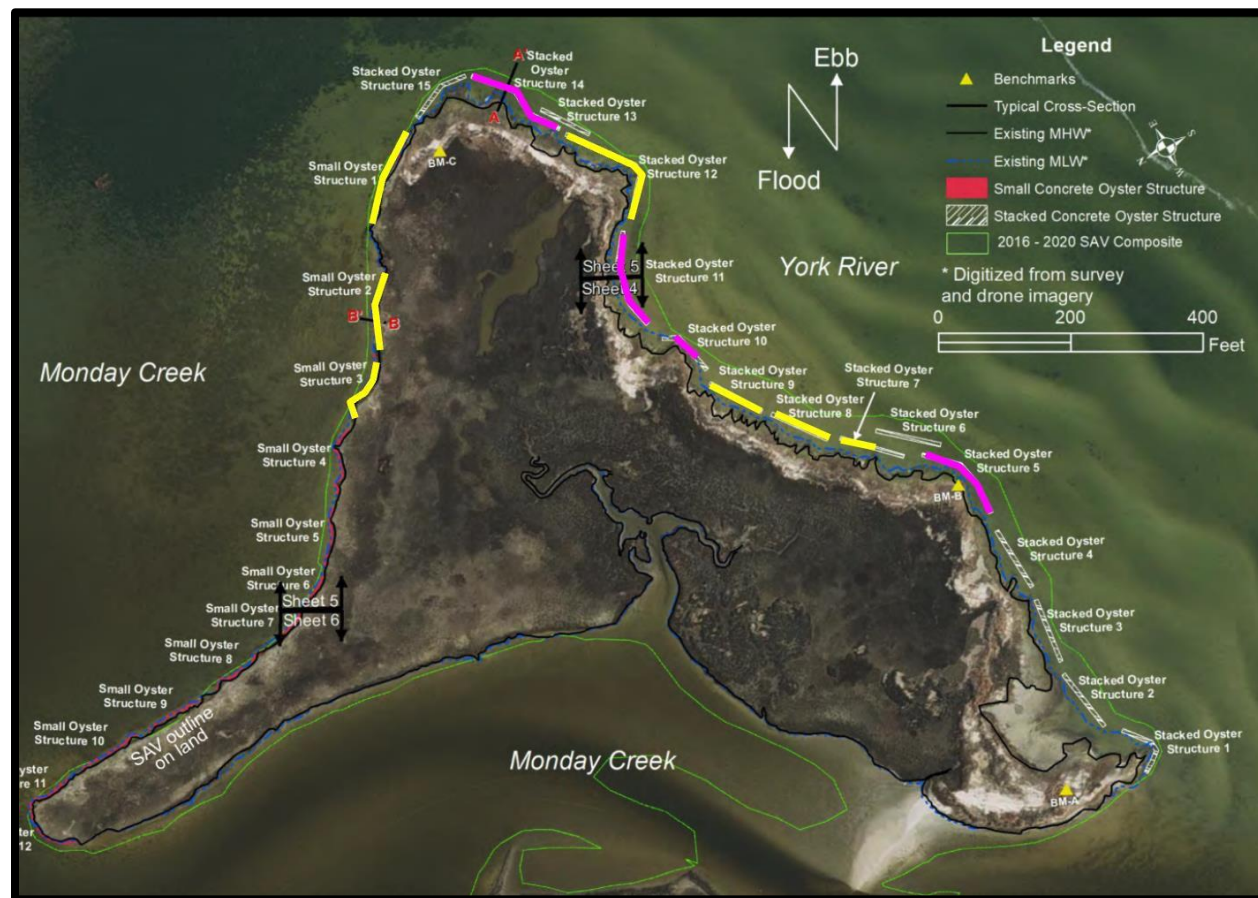 A'
Stacked
Oyster
Structure 14
Stacked Oyster
Structure 15
A
Stacked Oyster
Structure 13
BM-C
Small Oyster
Structure 1
Stacked Oyster
Structure 12
Ebb
Flood
Legend
Benchmarks
Typical Cross-Section
Existing MHW*
Existing MLW*
Small Concrete Oyster Structure
Stacked Concrete Oyster Structure
2016 - 2020 SAV Composite
* Digitized from survey
and drone imagery
0 200 400
Feet
N
E
S
W
York River
Sheet 5
Sheet 4
Stacked Oyster
Structure 11
Small Oyster
Structure 2
B'
B
Stacked Oyster
Structure 10
Monday Creek
Small Oyster
Structure 3
Stacked Oyster
Structure 9
Stacked Oyster
Structure 8
Stacked Oyster
Structure 7
Stacked Oyster
Structure 6
Stacked Oyster
Structure 5
BM-B
Small Oyster
Structure 4
Small Oyster
Structure 5
Stacked Oyster
Structure 4
Small Oyster
Structure 6
Sheet 5
Sheet 6
Small Oyster
Structure 7
Stacked Oyster
Structure 3
Small Oyster
Structure 8
Stacked Oyster
Structure 2
Small Oyster
Structure 9
Small Oyster
Structure 10
SAV outline
on land
Stacked Oyster
Structure 1
Monday Creek
BM-A
yster
re 11
ter
12